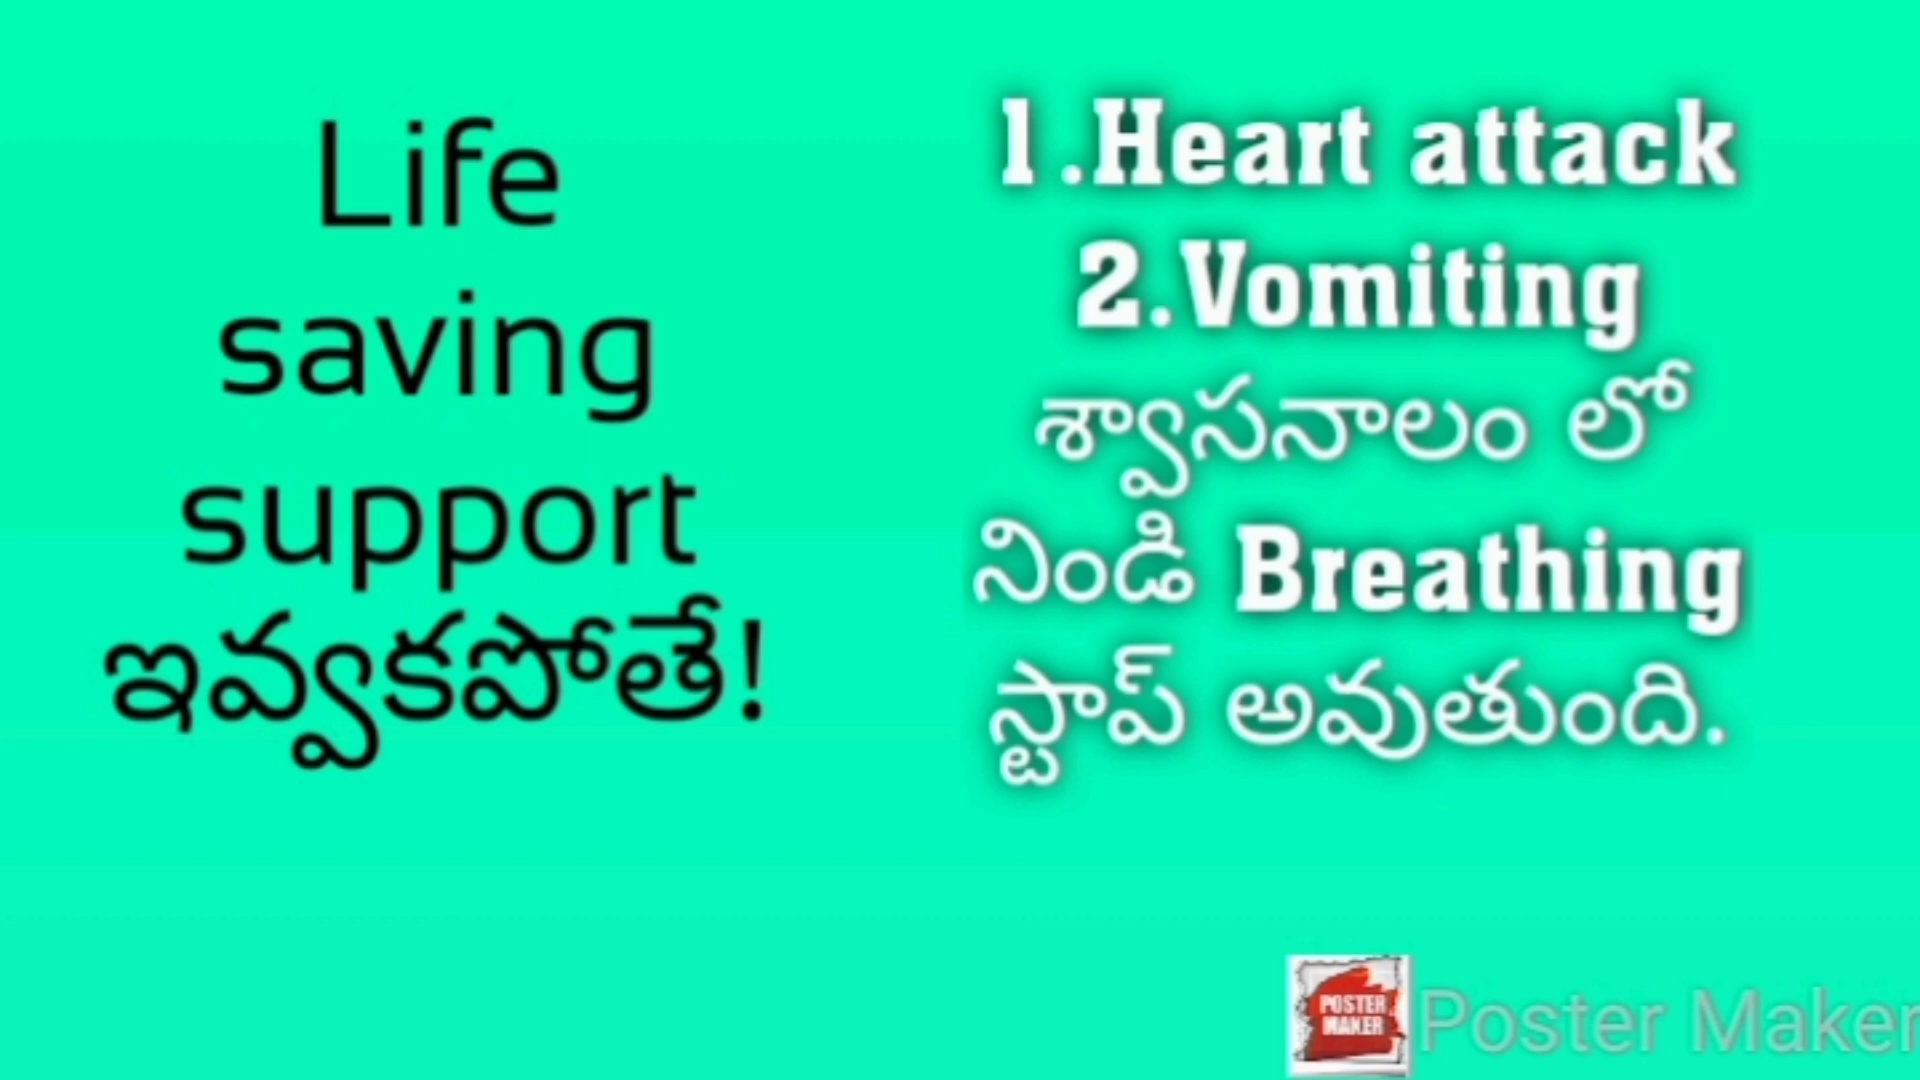 Life
saving
support
ఇవ్వకపోతే!
1.Heart attack
2.Vomiting
శ్వాసనాలం లో
నిండి Breathing
స్టాప్ అవుతుంది.
POSTER
MAKER
Poster Maker